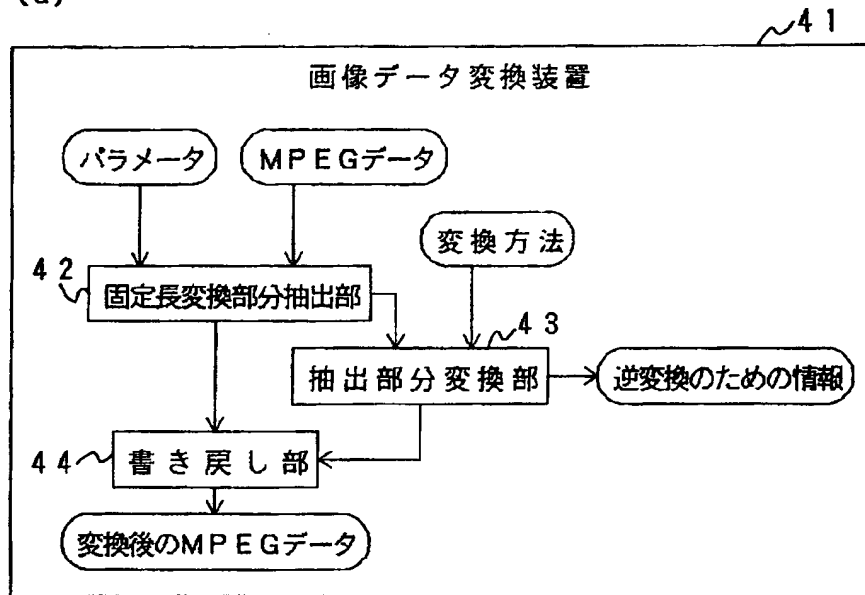 (a)
41
画像データ変換装置
パラメータ
MPEGデータ
変換方法
42
固定長変換部分抽出部
43
抽出部分変換部
逆変換のための情報
44
書き戻し部
変換後のMPEGデータ